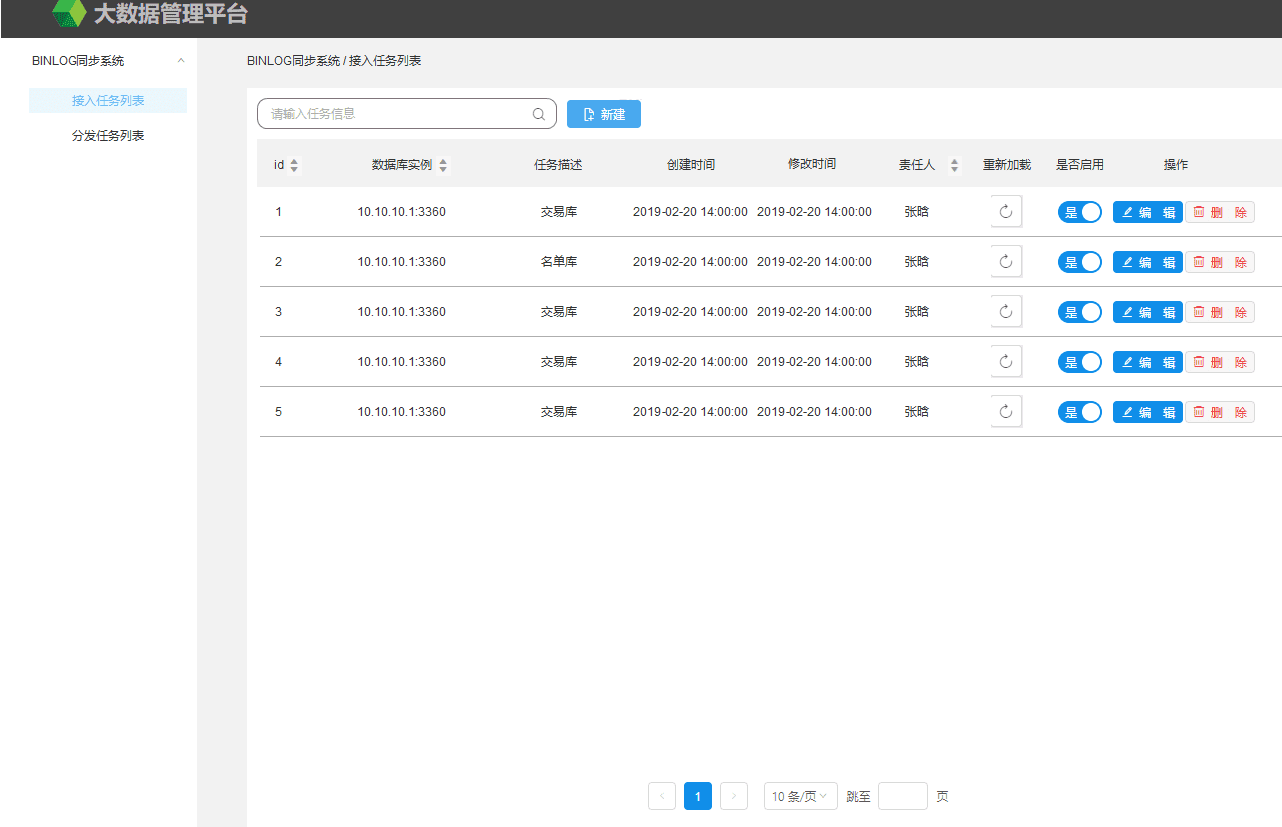 大数据管理平台
BINLOG同步系统
接入任务列表
分发任务列表
BINLOG同步系统 / 接入任务列表
请输入任务信息 新建
id 数据库实例 任务描述 创建时间 修改时间 责任人 重新加载 是否启用 操作
1 10.10.10.1:3360 交易库 2019-02-20 14:00:00 2019-02-20 14:00:00 张晗 是 编 辑 删 除
2 10.10.10.1:3360 名单库 2019-02-20 14:00:00 2019-02-20 14:00:00 张晗 是 编 辑 删 除
3 10.10.10.1:3360 交易库 2019-02-20 14:00:00 2019-02-20 14:00:00 张晗 是 编 辑 删 除
4 10.10.10.1:3360 交易库 2019-02-20 14:00:00 2019-02-20 14:00:00 张晗 是 编 辑 删 除
5 10.10.10.1:3360 交易库 2019-02-20 14:00:00 2019-02-20 14:00:00 张晗 是 编 辑 删 除
1 10 条/页 跳至 页